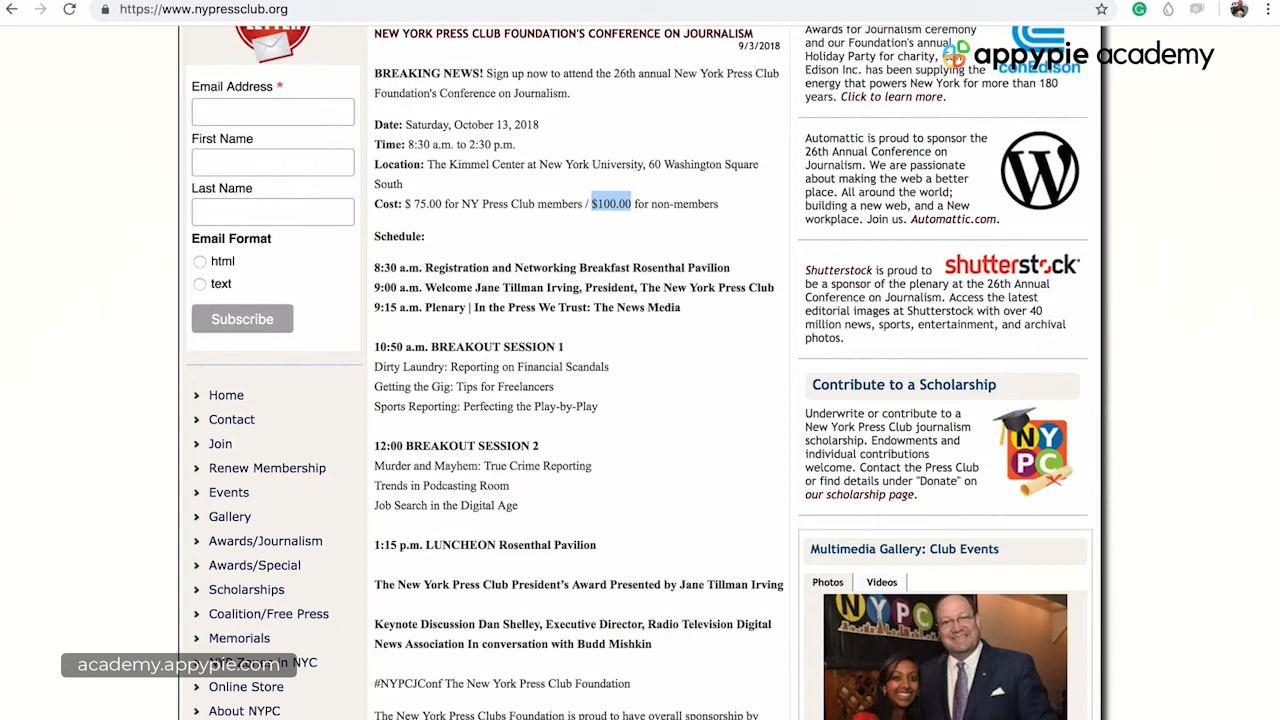 https://www.nypressclub.org
appypie academy
LETTER
Email Address *
First Name
Last Name
Email Format
html
text
Subscribe
Home
Contact
Join
Renew Membership
Events
Gallery
Awards/Journalism
Awards/Special
Scholarships
Coalition/Free Press
Memorials
NYC
Online Store
About NYPC
academy.appypie.com
NEW YORK PRESS CLUB FOUNDATION'S CONFERENCE ON JOURNALISM
9/3/2018
BREAKING NEWS! Sign up now to attend the 26th annual New York Press Club
Foundation's Conference on Journalism.
Date: Saturday, October 13, 2018
Time: 8:30 a.m. to 2:30 p.m.
Location: The Kimmel Center at New York University, 60 Washington Square
South
Cost: $ 75.00 for NY Press Club members / $100.00 for non-members
Schedule:
8:30 a.m. Registration and Networking Breakfast Rosenthal Pavilion
9:00 a.m. Welcome Jane Tillman Irving, President, The New York Press Club
9:15 a.m. Plenary | In the Press We Trust: The News Media
10:50 a.m. BREAKOUT SESSION 1
Dirty Laundry: Reporting on Financial Scandals
Getting the Gig: Tips for Freelancers
Sports Reporting: Perfecting the Play-by-Play
12:00 BREAKOUT SESSION 2
Murder and Mayhem: True Crime Reporting
Trends in Podcasting Room
Job Search in the Digital Age
1:15 p.m. LUNCHEON Rosenthal Pavilion
The New York Press Club President's Award Presented by Jane Tillman Irving
Keynote Discussion Dan Shelley, Executive Director, Radio Television Digital
News Association In conversation with Budd Mishkin
#NYPCJConf The New York Press Club Foundation
The New York Press Clubs Foundation is proud to have overall sponsorship by
Awards for Journalism ceremony
and our Foundation's annual
Holiday Party for charity,
Edison Inc. has been supplying the
energy that powers New York for more than 180
years. Click to learn more.
conEdison
Automattic is proud to sponsor the
26th Annual Conference on
Journalism. We are passionate
about making the web a better
place. All around the world;
building a new web, and a New
workplace. Join us. Automattic.com.
W
shutterstock
Shutterstock is proud to
be a sponsor of the plenary at the 26th Annual
Conference on Journalism. Access the latest
editorial images at Shutterstock with over 40
million news, sports, entertainment, and archival
photos.
Contribute to a Scholarship
Underwrite or contribute to a
New York Press Club journalism
scholarship. Endowments and
individual contributions
welcome. Contact the Press Club
or find details under "Donate" on
our scholarship page.
NYPC
Multimedia Gallery: Club Events
Photos
Videos
NYPC